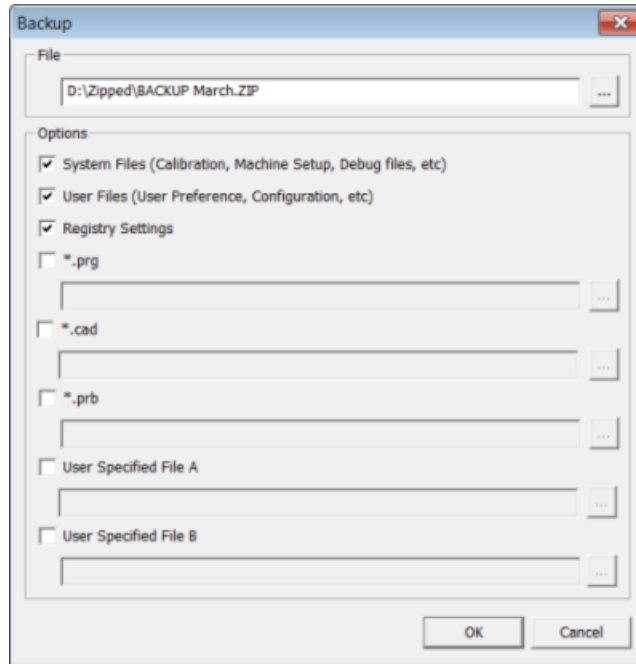 Backup
File
D:\Zipped\BACKUP March.ZIP
...
Options
System Files (Calibration, Machine Setup, Debug files, etc)
User Files (User Preference, Configuration, etc)
Registry Settings
*.prg
...
*.cad
...
*.prb
...
User Specified File A
...
User Specified File B
...
OK Cancel